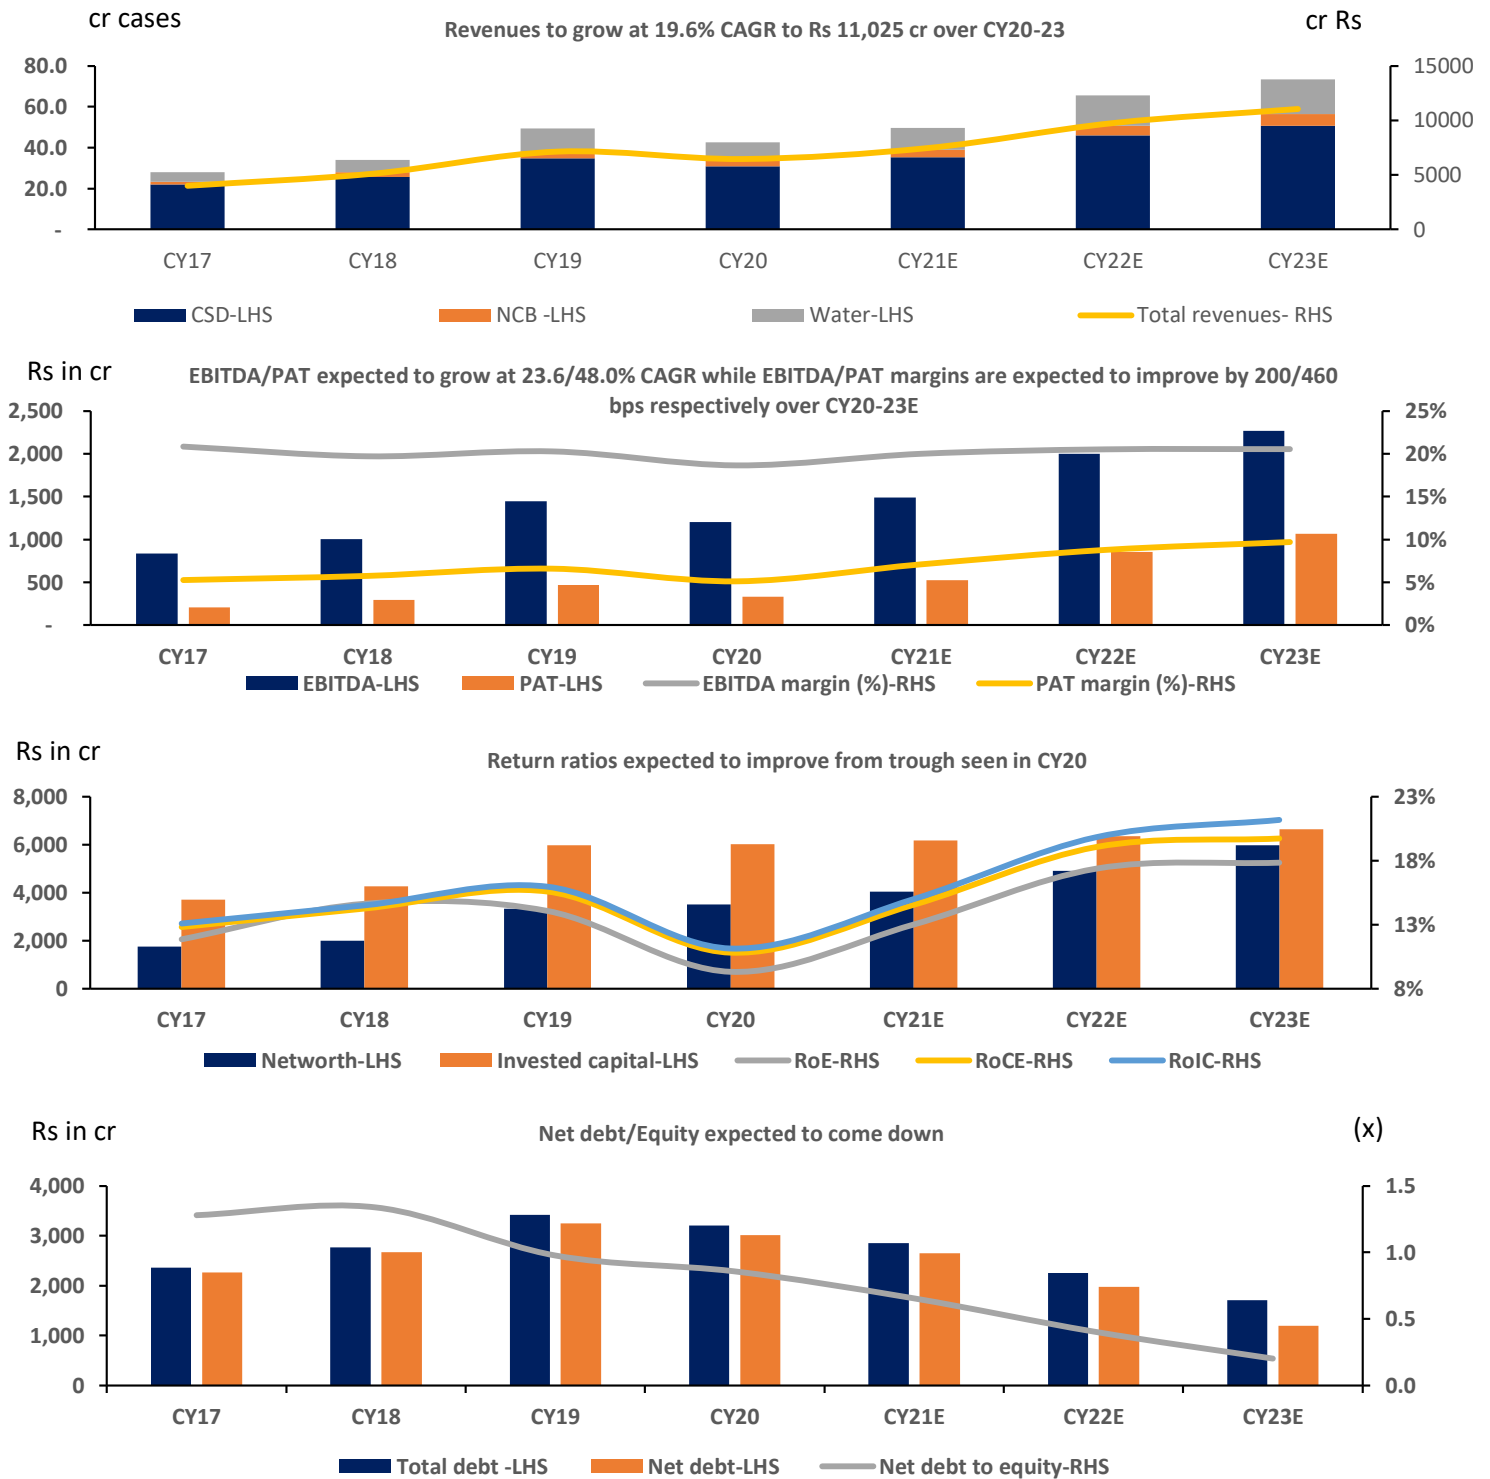 cr cases
cr Rs
Revenues to grow at 19.6% CAGR to Rs 11,025 cr over CY20-23
80.0
60.0
40.0
20.0
-
15000
10000
5000
0
CY17 CY18 CY19 CY20 CY21E CY22E CY23E
CSD-LHS NCB -LHS Water-LHS Total revenues- RHS
Rs in cr
EBITDA/PAT expected to grow at 23.6/48.0% CAGR while EBITDA/PAT margins are expected to improve by 200/460
bps respectively over CY20-23E
2,500
2,000
1,500
1,000
500
-
25%
20%
15%
10%
5%
0%
CY17 CY18 CY19 CY20 CY21E CY22E CY23E
EBITDA-LHS PAT-LHS EBITDA margin (%)-RHS PAT margin (%)-RHS
Rs in cr
Return ratios expected to improve from trough seen in CY20
8,000
6,000
4,000
2,000
0
23%
18%
13%
8%
CY17 CY18 CY19 CY20 CY21E CY22E CY23E
Networth-LHS Invested capital-LHS RoE-RHS RoCE-RHS RoIC-RHS
Rs in cr
(x)
Net debt/Equity expected to come down
4,000
3,000
2,000
1,000
0
1.5
1.0
0.5
0.0
CY17 CY18 CY19 CY20 CY21E CY22E CY23E
Total debt -LHS Net debt-LHS Net debt to equity-RHS